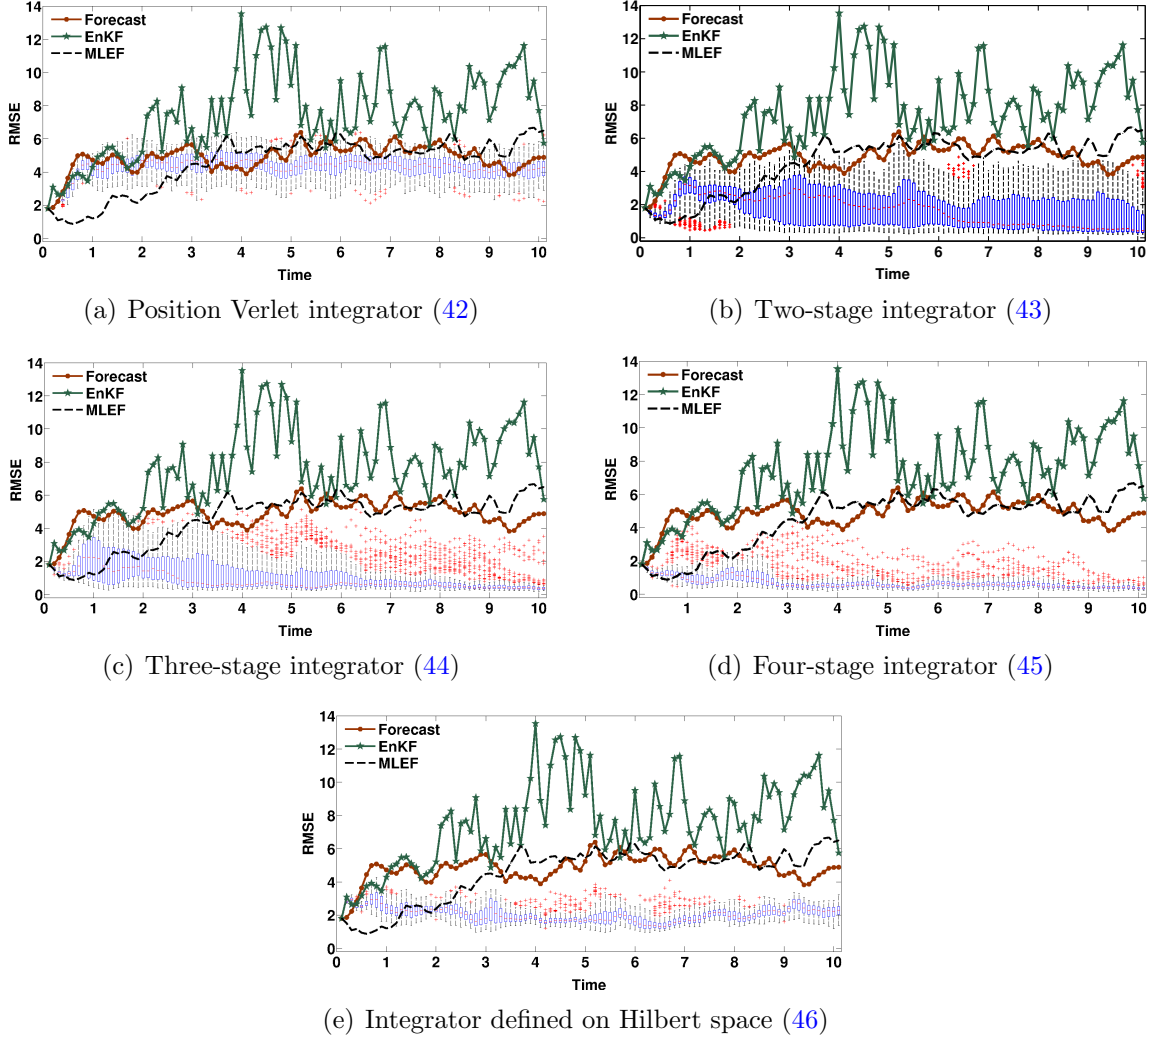 14
12
10
8
6
4
2
0
RMSE
Forecast
EnKF
MLEF
0 1 2 3 4 5 6 7 8 9 10
Time
(a) Position Verlet integrator (42)
14
12
10
8
6
4
2
0
RMSE
Forecast
EnKF
MLEF
0 1 2 3 4 5 6 7 8 9 10
Time
(b) Two-stage integrator (43)
14
12
10
8
6
4
2
0
RMSE
Forecast
EnKF
MLEF
0 1 2 3 4 5 6 7 8 9 10
Time
(c) Three-stage integrator (44)
14
12
10
8
6
4
2
0
RMSE
Forecast
EnKF
MLEF
1 2 3 4 5 6 7 8 9 10
Time
(d) Four-stage integrator (45)
14
12
10
8
6
4
2
0
RMSE
Forecast
EnKF
MLEF
0 1 2 3 4 5 6 7 8 9 10
Time
(e) Integrator defined on Hilbert space (46)